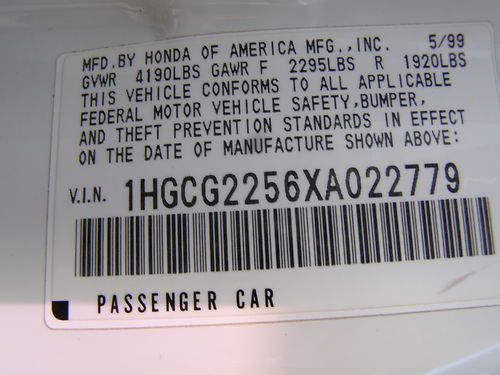 MFD.BY HONDA OF AMERICA MFG.,INC. 5/99
GVWR 4190LBS GAWR F 2295LBS R 1920LBS
THIS VEHICLE CONFORMS TO ALL APPLICABLE
FEDERAL MOTOR VEHICLE SAFETY,BUMPER,
AND THEFT PREVENTION STANDARDS IN EFFECT
ON THE DATE OF MANUFACTURE SHOWN ABOVE:
V.I.N. 1HGCG2256XA022779
PASSENGER CAR